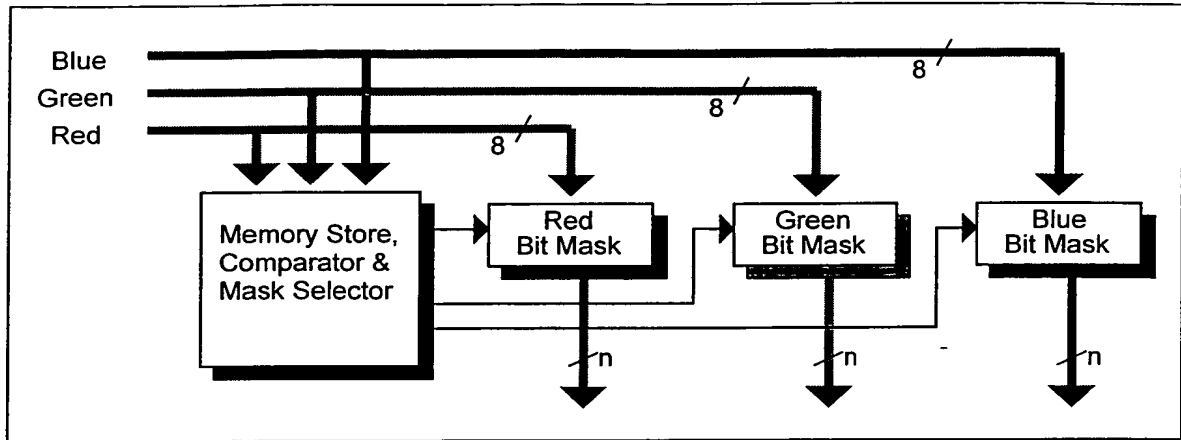 Blue
Green
Red
8
8
8
Memory Store,
Comparator &
Mask Selector
Red
Bit Mask
Green
Bit Mask
Blue
Bit Mask
n
n
n